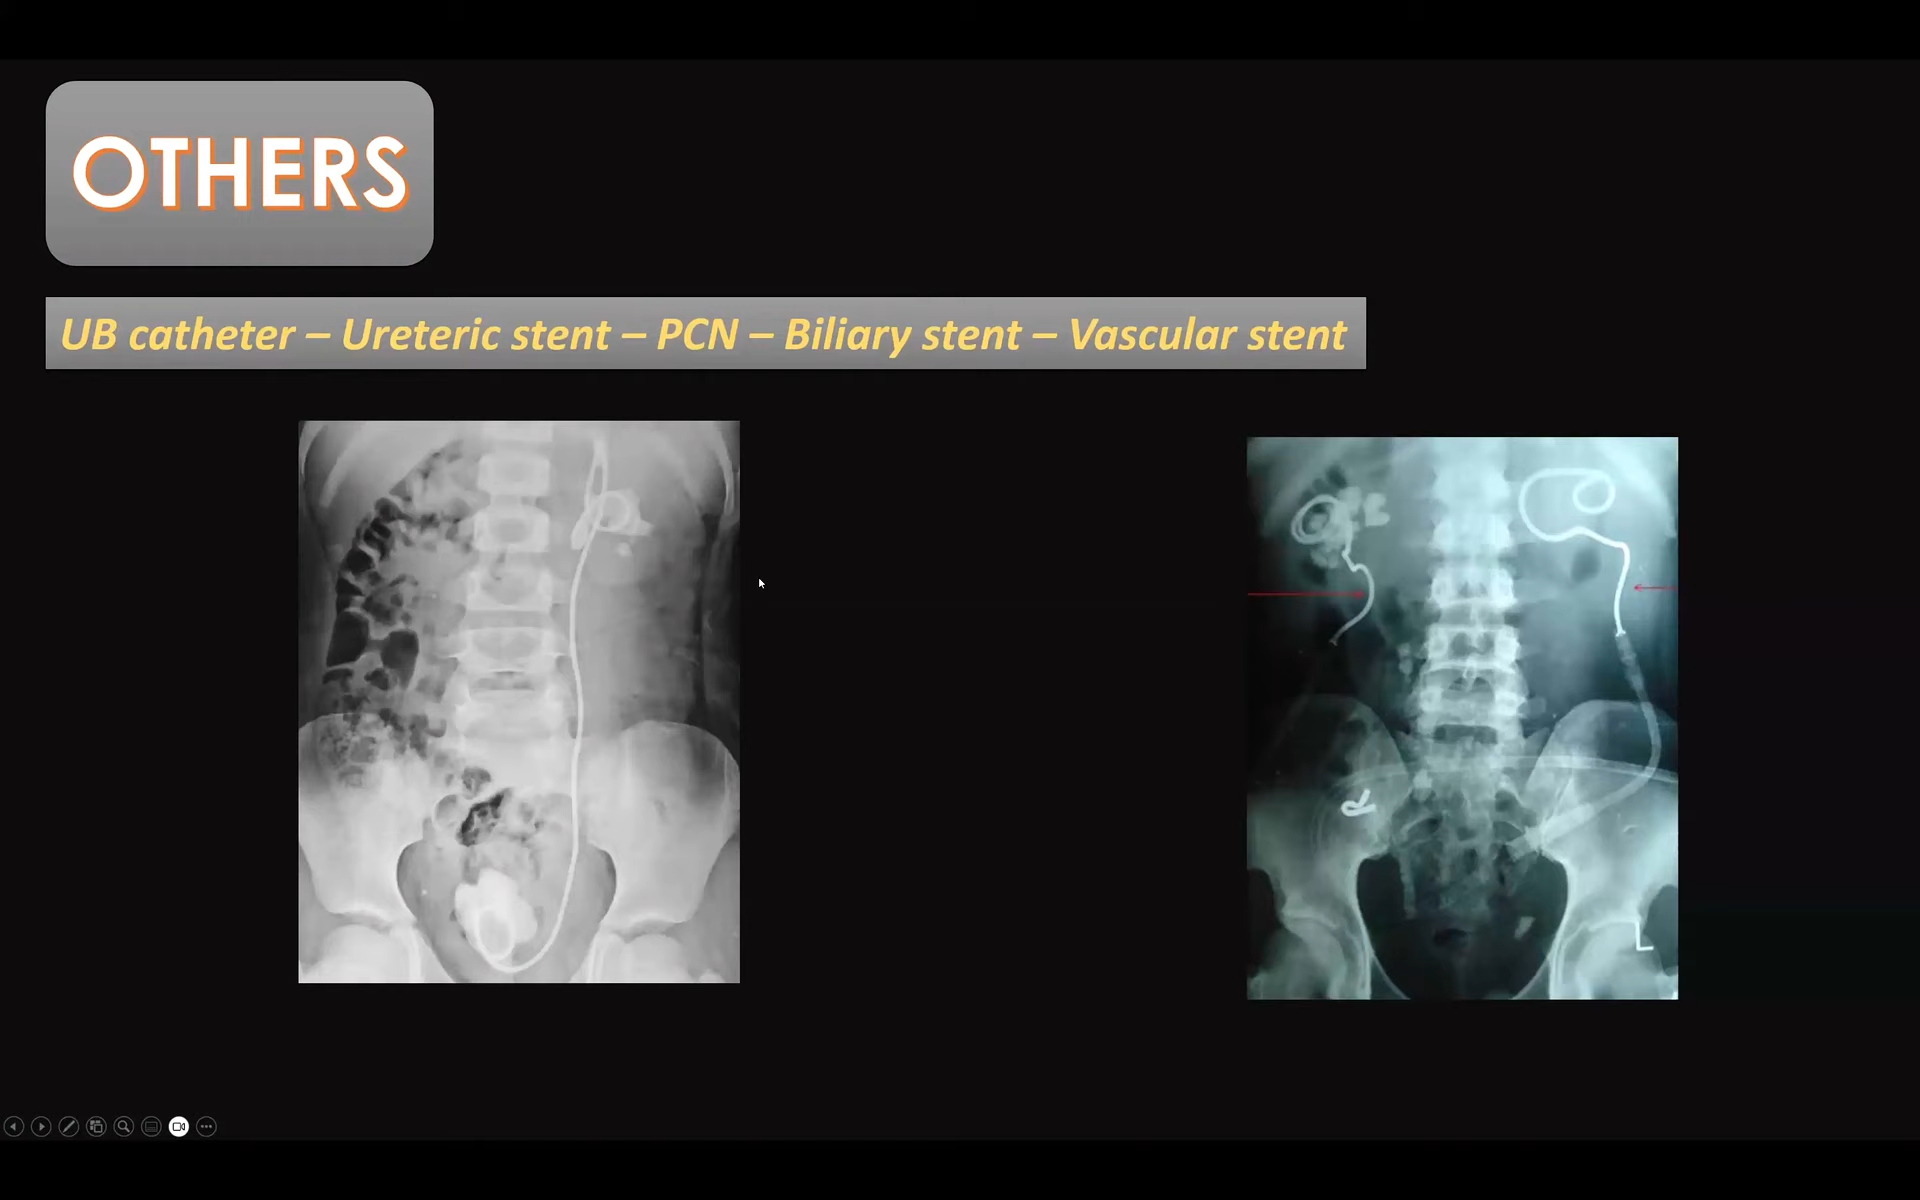 OTHERS
UB catheter – Ureteric stent – PCN – Biliary stent – Vascular stent
R
L